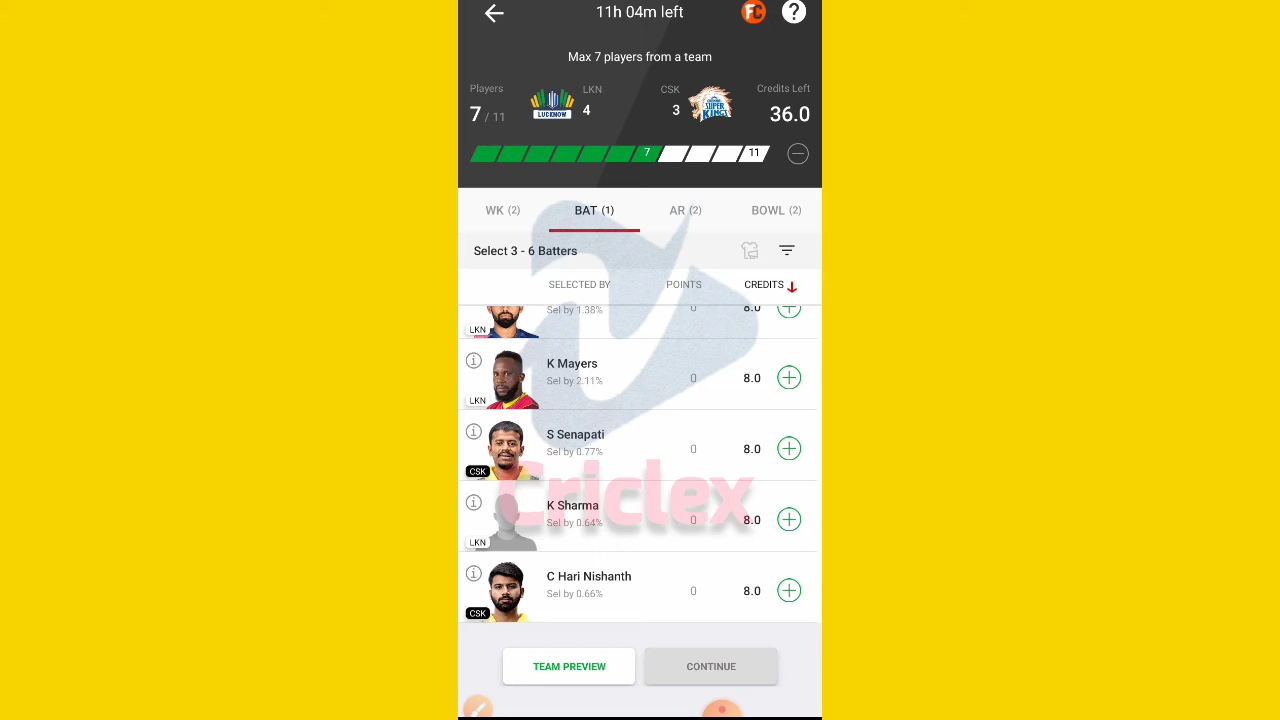 11h 04m left
FC
?
Max 7 players from a team
Players
7 / 11
LUCKNOW
LKN
4
CSK
3
SUPER
KINGS
Credits Left
36.0
7
11
WK (2)
BAT (1)
AR (2)
BOWL (2)
Select 3 - 6 Batters
SELECTED BY
POINTS
CREDITS
LKN
Sel by 1.38%
0
8.0
K Mayers
Sel by 2.11%
LKN
0
8.0
S Senapati
Sel by 0.77%
CSK
0
8.0
Criclex
K Sharma
Sel by 0.64%
LKN
0
8.0
C Hari Nishanth
Sel by 0.66%
CSK
0
8.0
TEAM PREVIEW
CONTINUE